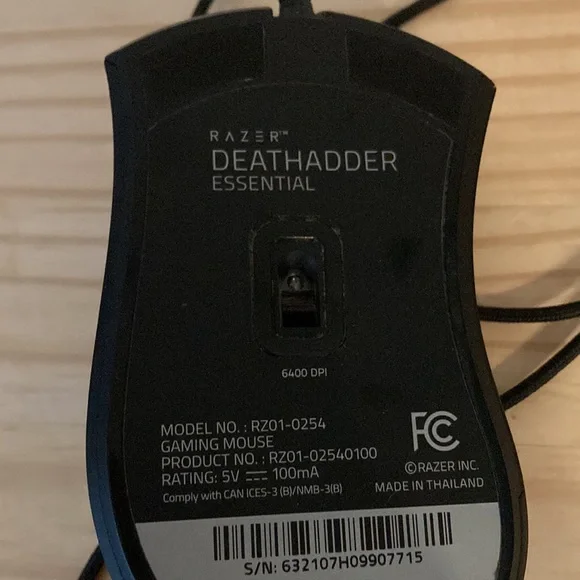 RAZER™
DEATHADDER
ESSENTIAL
6400 DPI
MODEL NO. : RZ01-0254
GAMING MOUSE
PRODUCT NO. : RZ01-02540100
RATING: 5V ⎓ 100mA
Comply with CAN ICES-3 (B)/NMB-3(B)
FC
©RAZER INC.
MADE IN THAILAND
S/N: 632107H09907715